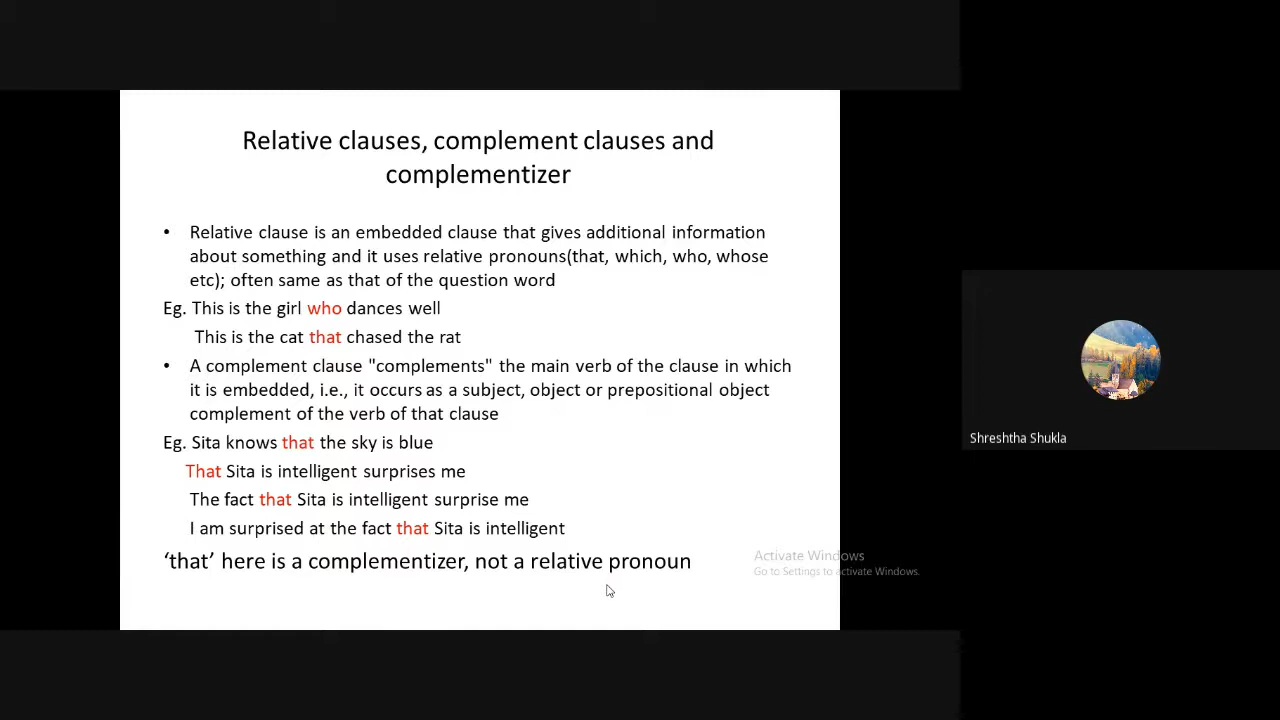 Relative clauses, complement clauses and
complementizer
• Relative clause is an embedded clause that gives additional information
about something and it uses relative pronouns(that, which, who, whose
etc); often same as that of the question word
Eg. This is the girl who dances well
This is the cat that chased the rat
• A complement clause "complements" the main verb of the clause in which
it is embedded, i.e., it occurs as a subject, object or prepositional object
complement of the verb of that clause
Eg. Sita knows that the sky is blue
That Sita is intelligent surprises me
The fact that Sita is intelligent surprise me
I am surprised at the fact that Sita is intelligent
‘that’ here is a complementizer, not a relative pronoun
Activate Windows
Go to Settings to activate Windows.
Shreshtha Shukla